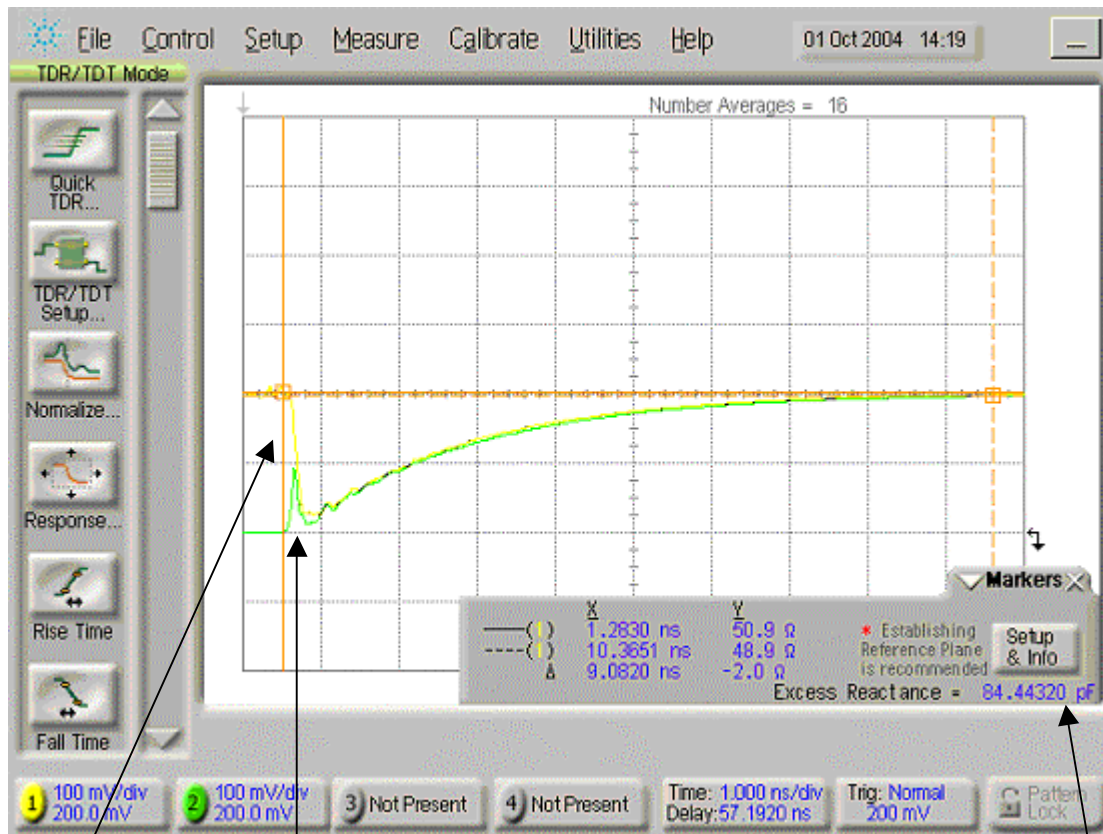 File Control Setup Measure Calibrate Utilities Help 01 Oct 2004 14:19
TDR/TDT Mode
Number Averages = 16
Quick
TDR...
TDR/TDT
Setup...
Normalize...
Response...
Rise Time
Fall Time
Markers
X Y
(1) 1.2830 ns 50.9 Ω
(1) 10.3651 ns 48.9 Ω
Δ 9.0820 ns -2.0 Ω
* Establishing
Reference Plane
is recommended
Setup
& Info
Excess Reactance = 84.44320 pF
1 100 mV/div
200.0 mV
2 100 mV/div
200.0 mV
3 Not Present
4 Not Present
Time: 1.000 ns/div
Delay:57.1920 ns
Trig: Normal
200 mV
Pattern
Lock